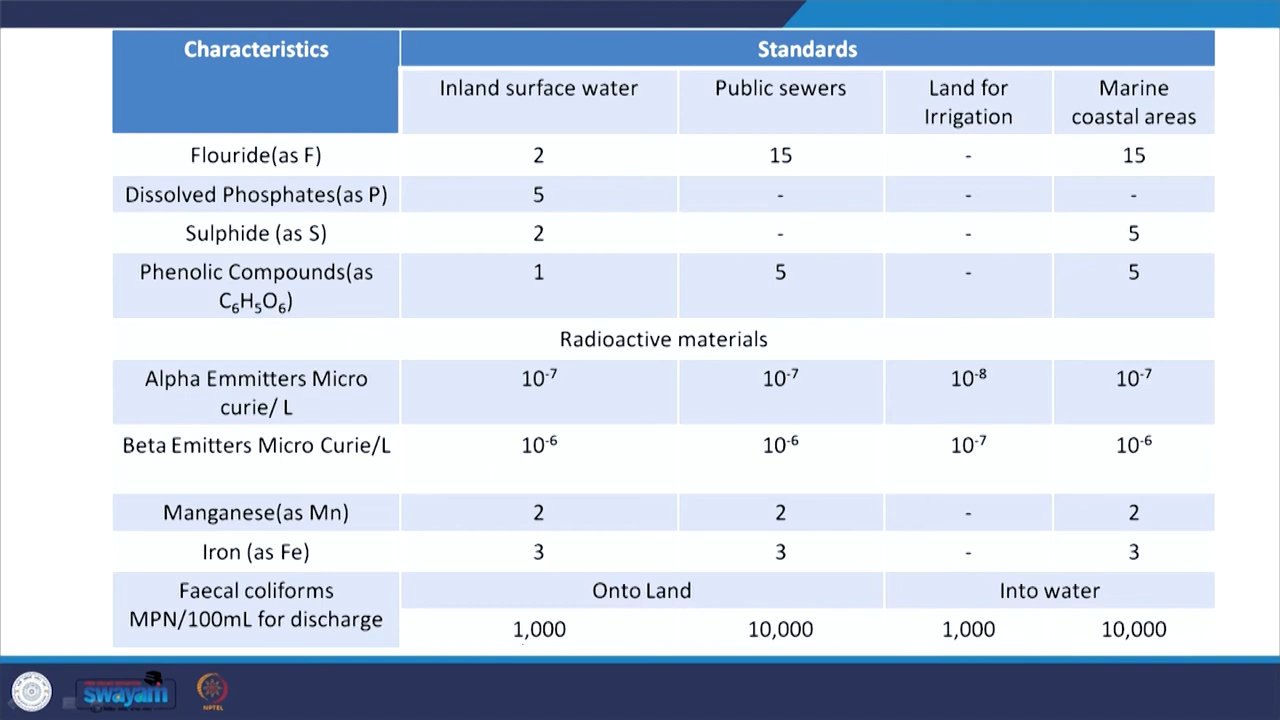 Characteristics Standards
Inland surface water Public sewers Land for Irrigation Marine coastal areas
Flouride(as F) 2 15 - 15
Dissolved Phosphates(as P) 5 - - -
Sulphide (as S) 2 - - 5
Phenolic Compounds(as C₆H₅O₆) 1 5 - 5
Radioactive materials
Alpha Emmitters Micro curie/ L 10⁻⁷ 10⁻⁷ 10⁻⁸ 10⁻⁷
Beta Emitters Micro Curie/L 10⁻⁶ 10⁻⁶ 10⁻⁷ 10⁻⁶
Manganese(as Mn) 2 2 - 2
Iron (as Fe) 3 3 - 3
Faecal coliforms MPN/100mL for discharge Onto Land Into water
1,000 10,000 1,000 10,000
swayam NPTEL